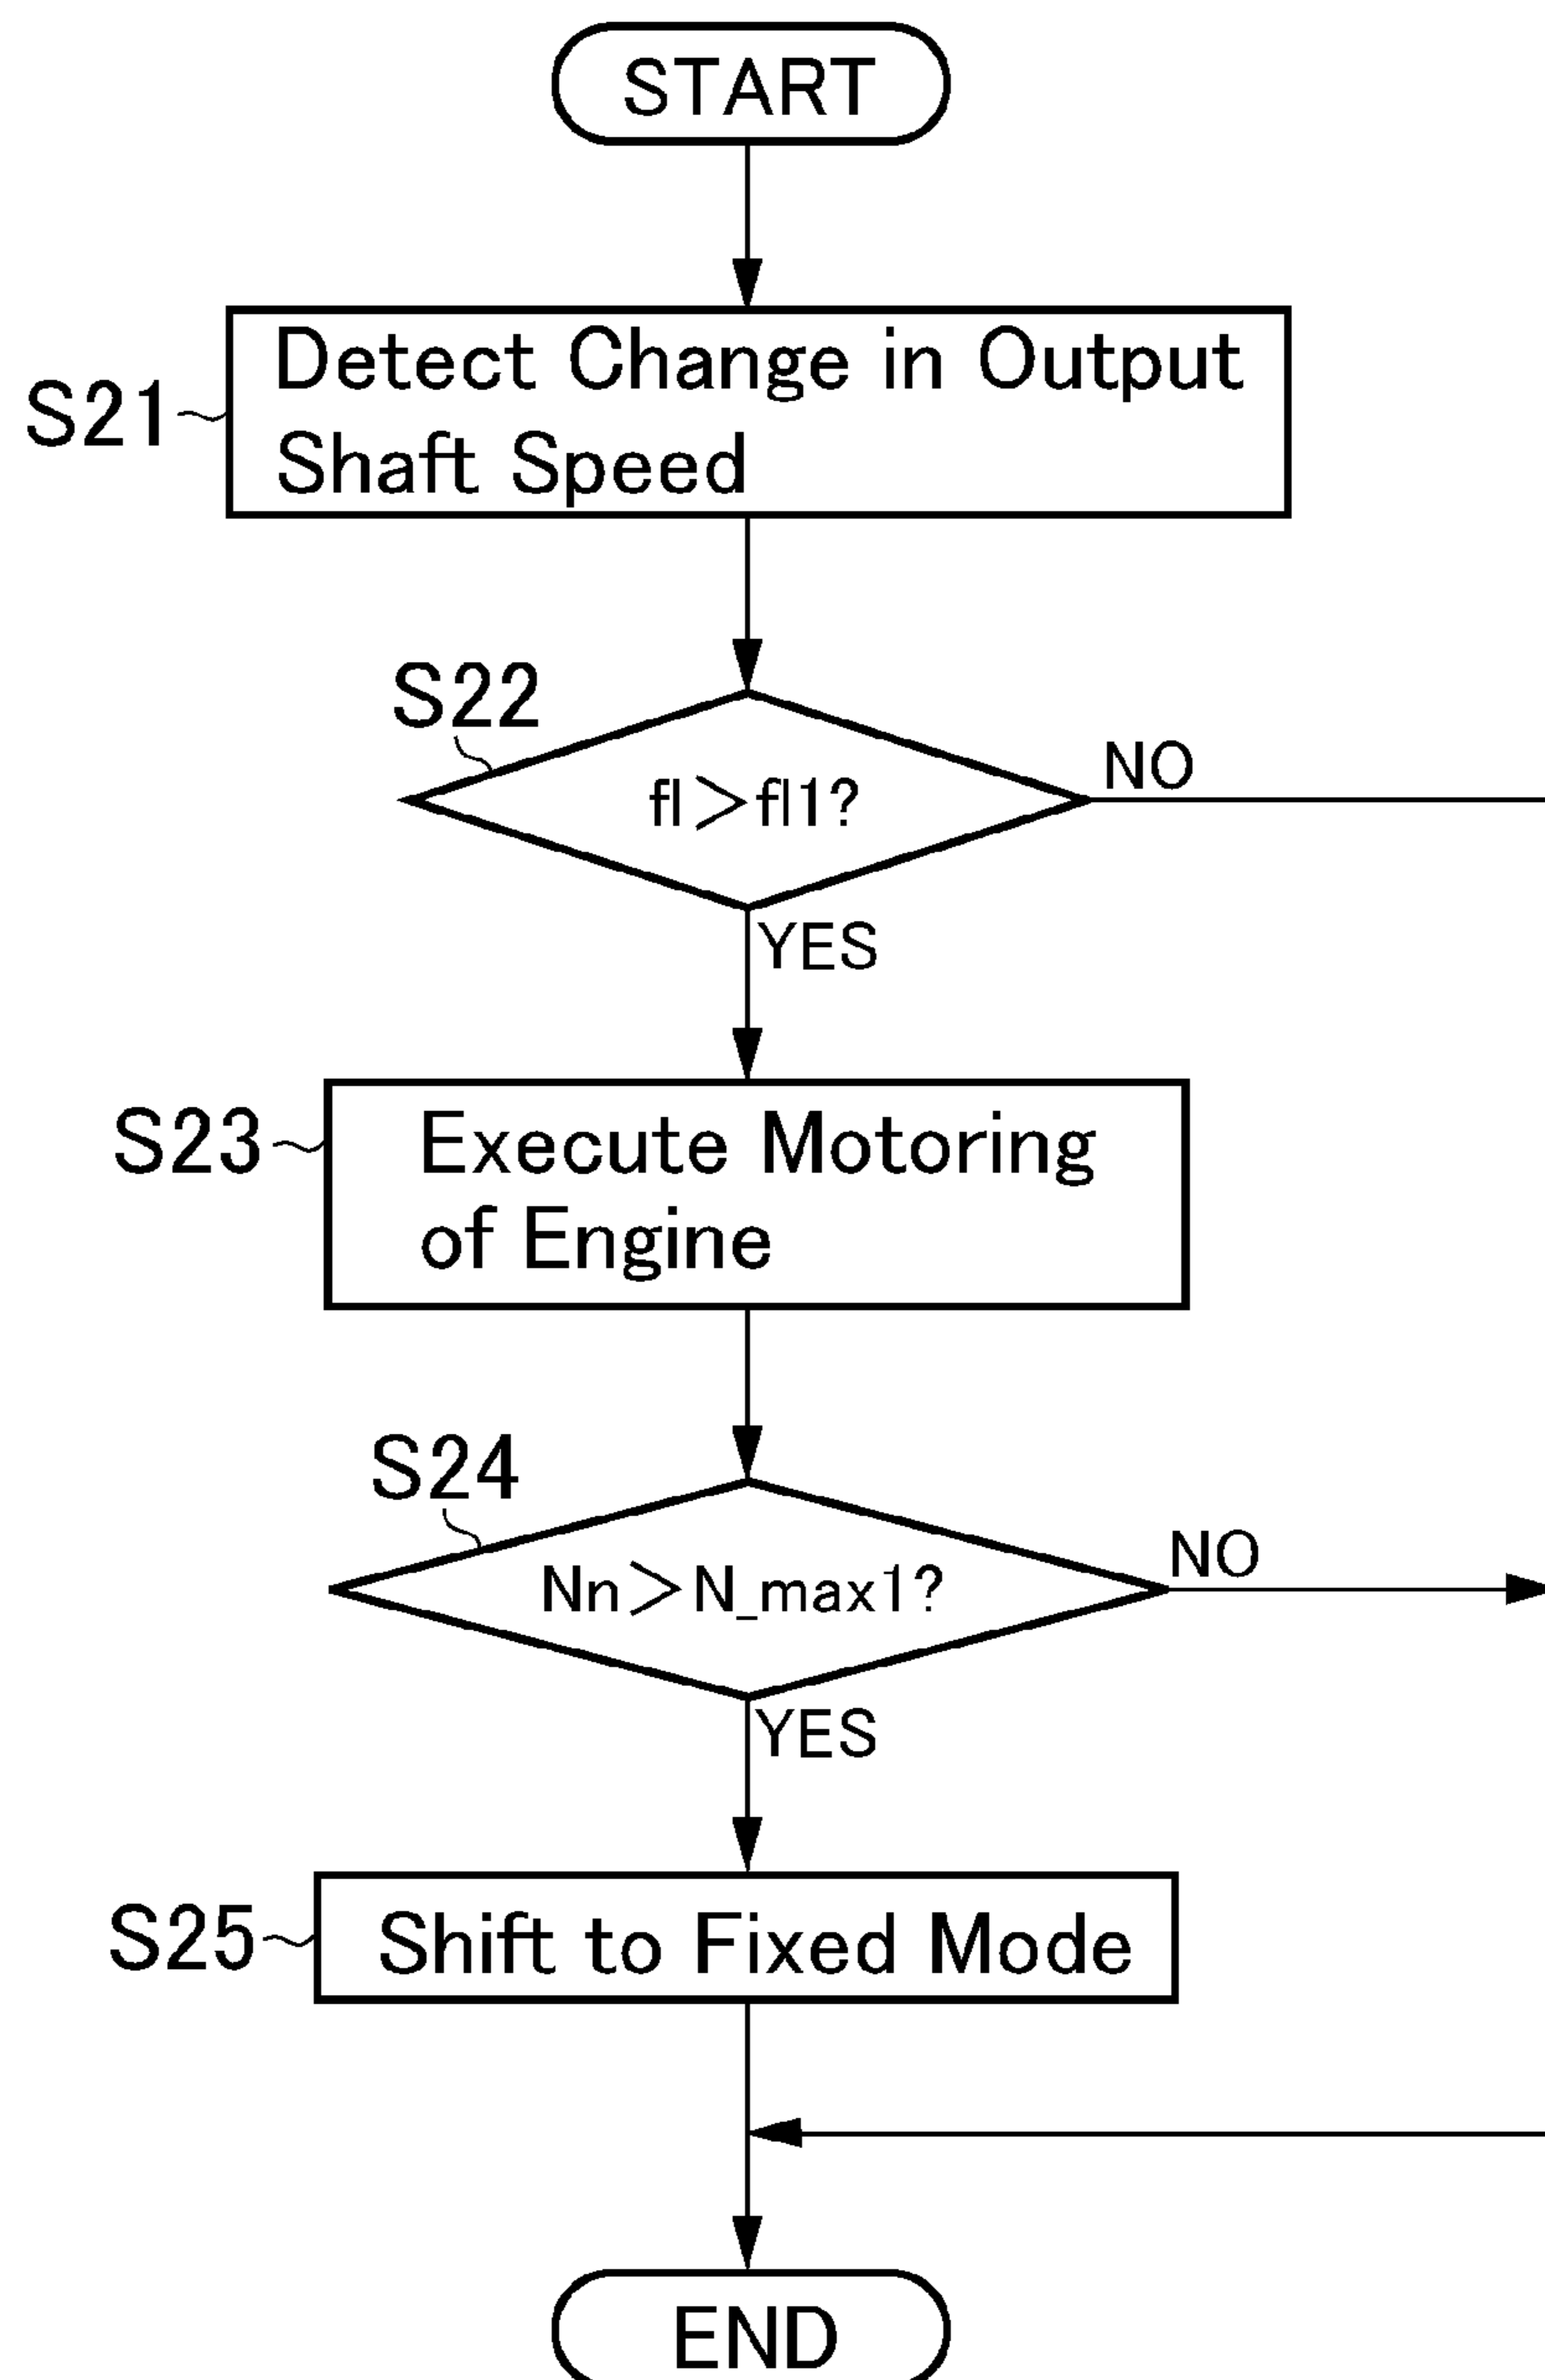 START
S21
Detect Change in Output
Shaft Speed
S22
fl＞fl1?
NO
YES
S23
Execute Motoring
of Engine
S24
Nn＞N_max1?
NO
YES
S25
Shift to Fixed Mode
END